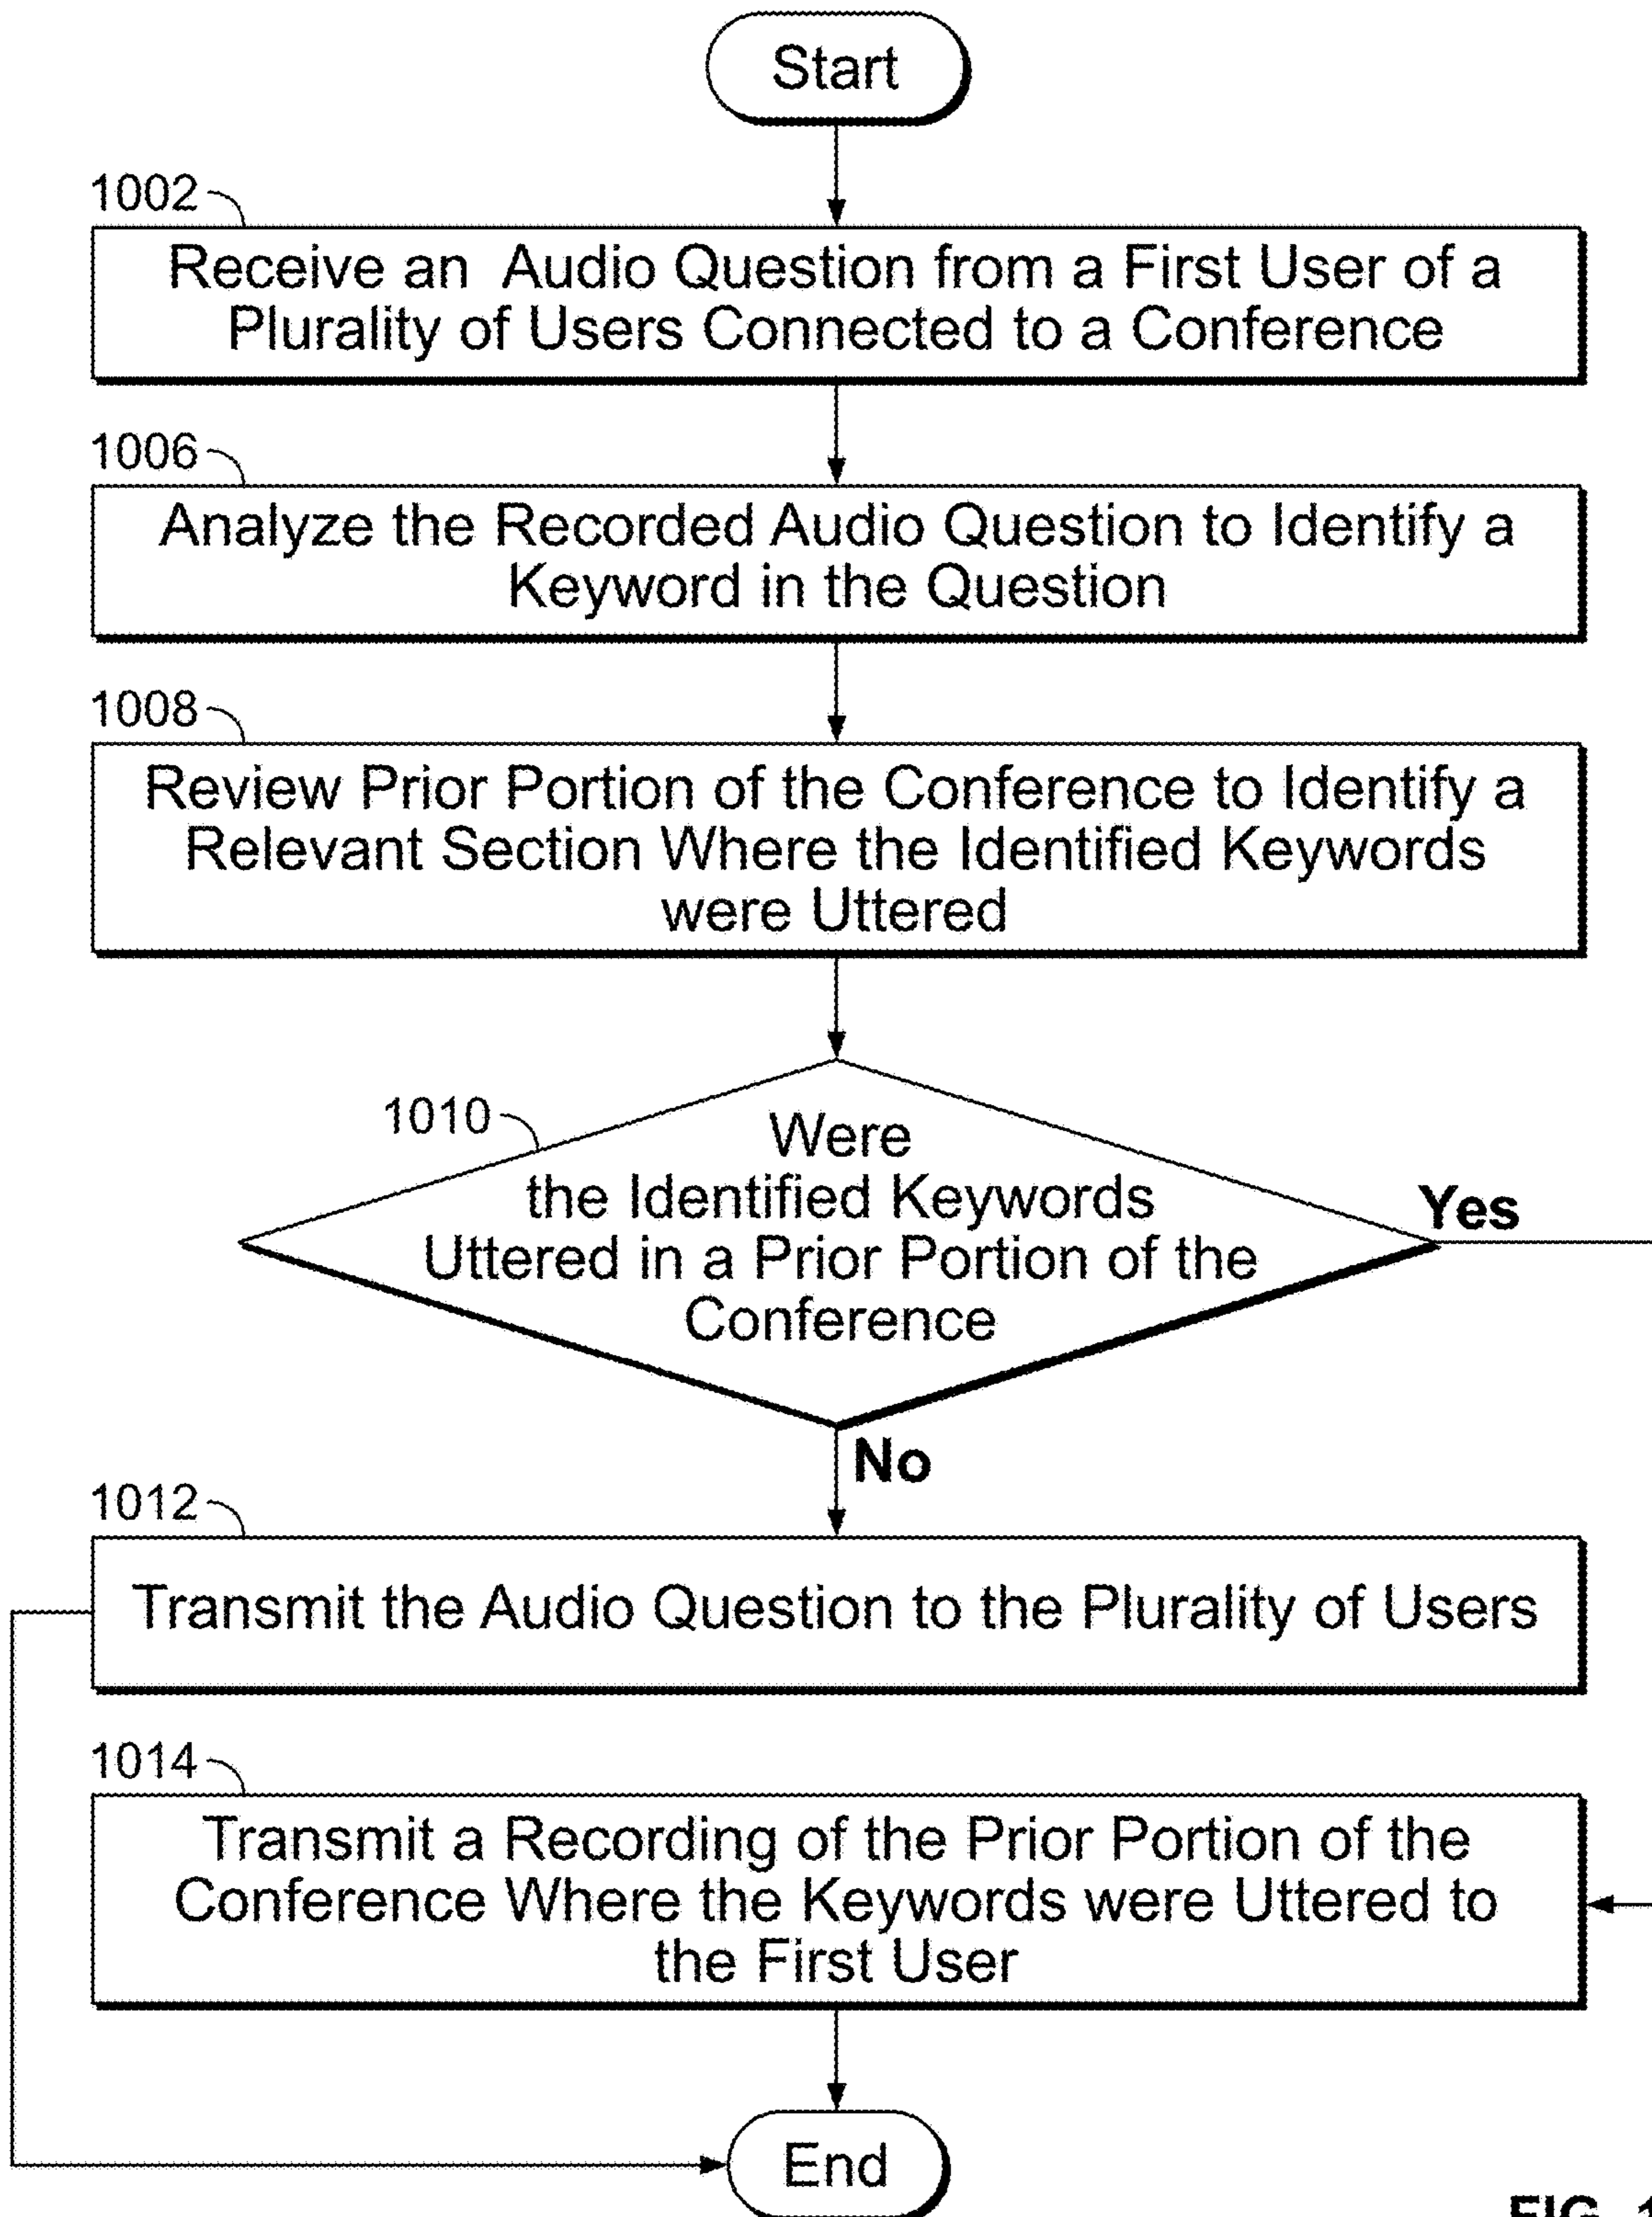 Start
1002
Receive an Audio Question from a First User of a
Plurality of Users Connected to a Conference
1006
Analyze the Recorded Audio Question to Identify a
Keyword in the Question
1008
Review Prior Portion of the Conference to Identify a
Relevant Section Where the Identified Keywords
were Uttered
1010
Were
the Identified Keywords
Uttered in a Prior Portion of the
Conference
Yes
No
1012
Transmit the Audio Question to the Plurality of Users
1014
Transmit a Recording of the Prior Portion of the
Conference Where the Keywords were Uttered to
the First User
End
FIG. 1